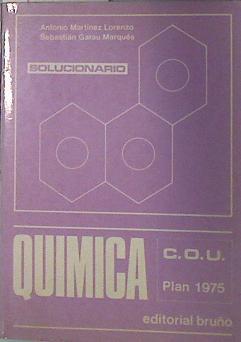 Antonio Martínez Lorenzo
Sebastián Garau Marqués
SOLUCIONARIO
QUIMICA
C.O.U.
Plan 1975
editorial bruño